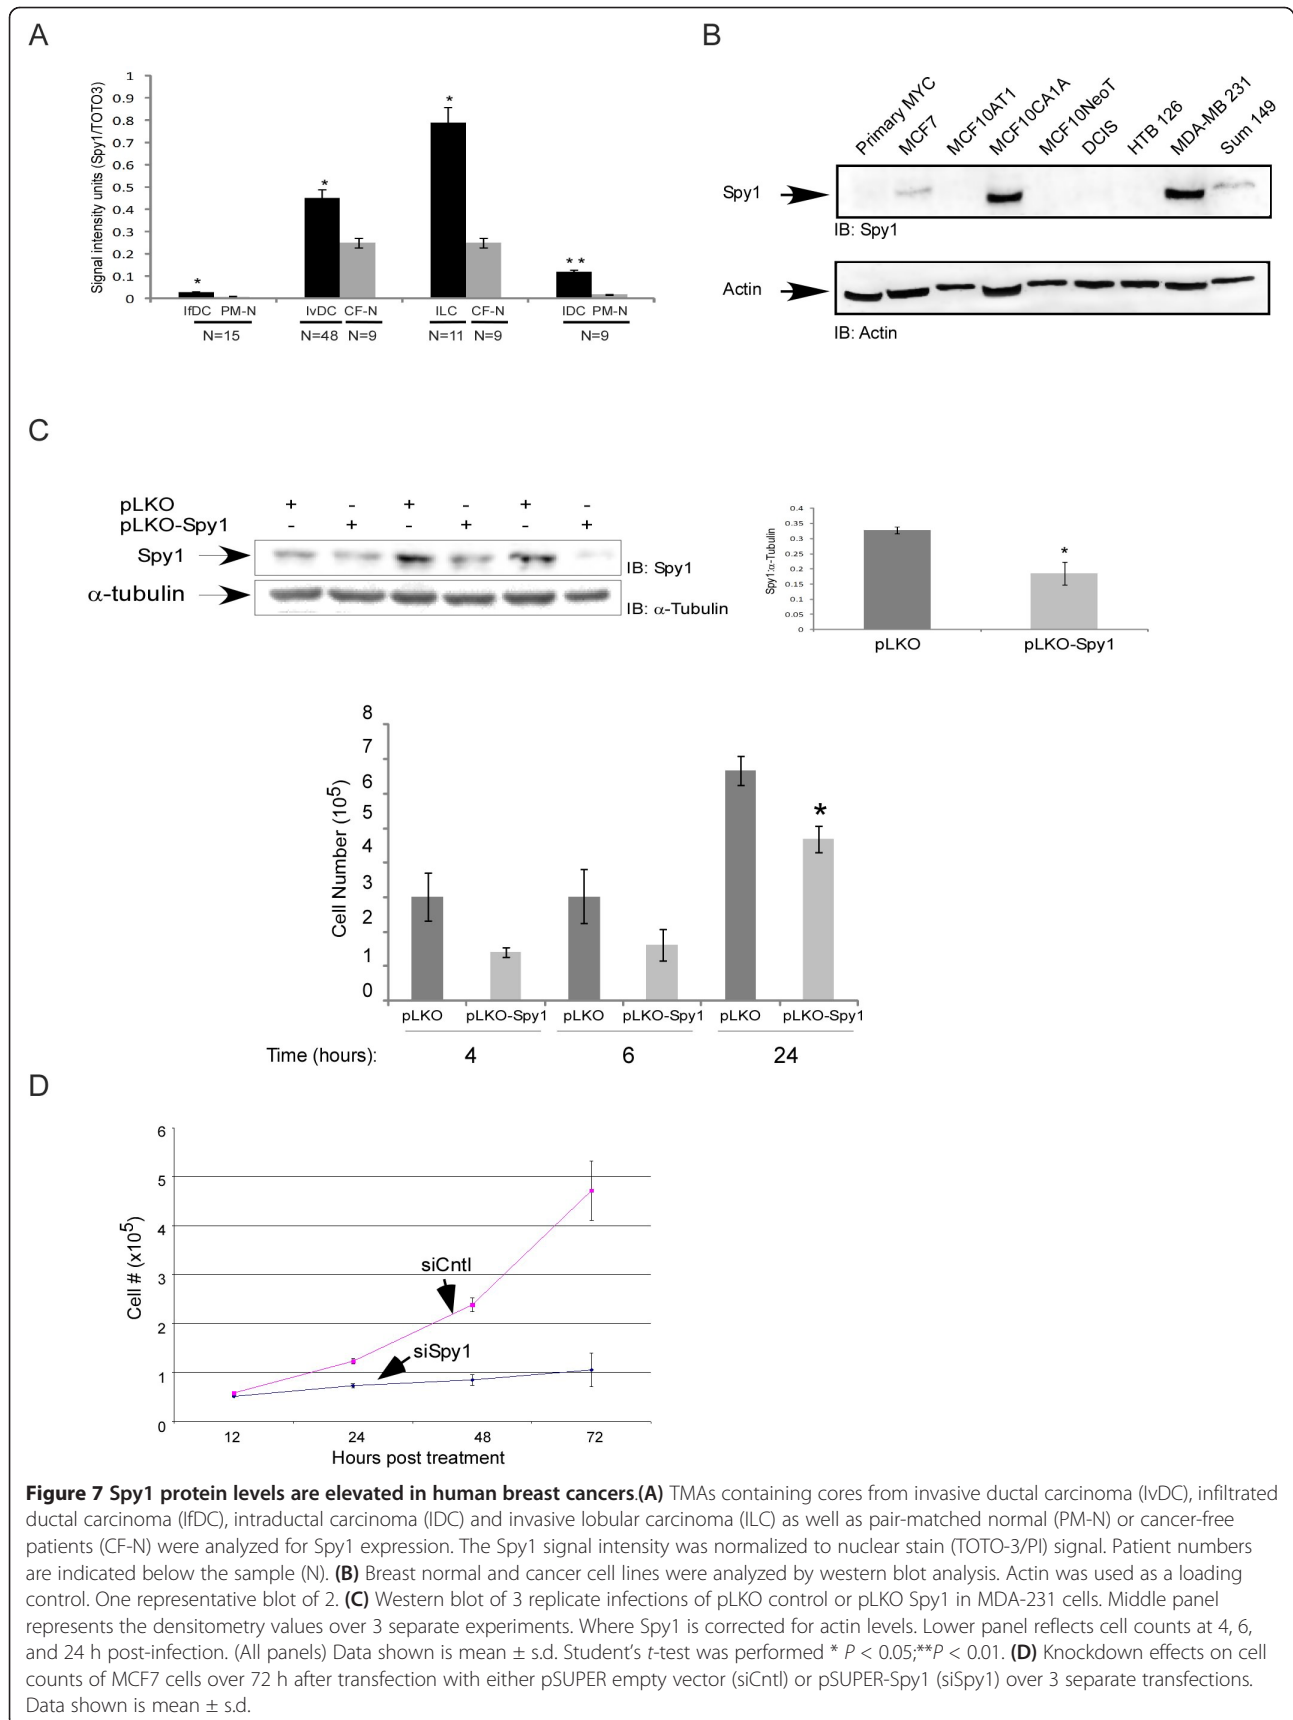 A
Signal intensity units (Spy1/TOTO3)
1
0.9
0.8
0.7
0.6
0.5
0.4
0.3
0.2
0.1
0
*
*
*
* *
IfDC PM-N
IvDC CF-N
ILC CF-N
IDC PM-N
N=15
N=48 N=9
N=11 N=9
N=9
B
Primary MYC
MCF7
MCF10AT1
MCF10CA1A
MCF10NeoT
DCIS
HTB 126
MDA-MB 231
Sum 149
Spy1
IB: Spy1
Actin
IB: Actin
C
pLKO + - + - + -
pLKO-Spy1 - + - + - +
Spy1
IB: Spy1
α-tubulin
IB: α-Tubulin
Spy1:α-Tubulin
0.4
0.35
0.3
0.25
0.2
0.15
0.1
0.05
0
*
pLKO pLKO-Spy1
Cell Number (10⁵)
8
7
6
5
4
3
2
1
0
*
pLKO pLKO-Spy1 pLKO pLKO-Spy1 pLKO pLKO-Spy1
Time (hours): 4 6 24
D
Cell # (x10⁵)
6
5
4
3
2
1
0
siCntl
siSpy1
12 24 48 72
Hours post treatment
Figure 7 Spy1 protein levels are elevated in human breast cancers.(A) TMAs containing cores from invasive ductal carcinoma (IvDC), infiltrated
ductal carcinoma (IfDC), intraductal carcinoma (IDC) and invasive lobular carcinoma (ILC) as well as pair-matched normal (PM-N) or cancer-free
patients (CF-N) were analyzed for Spy1 expression. The Spy1 signal intensity was normalized to nuclear stain (TOTO-3/PI) signal. Patient numbers
are indicated below the sample (N). (B) Breast normal and cancer cell lines were analyzed by western blot analysis. Actin was used as a loading
control. One representative blot of 2. (C) Western blot of 3 replicate infections of pLKO control or pLKO Spy1 in MDA-231 cells. Middle panel
represents the densitometry values over 3 separate experiments. Where Spy1 is corrected for actin levels. Lower panel reflects cell counts at 4, 6,
and 24 h post-infection. (All panels) Data shown is mean ± s.d. Student's t-test was performed * P < 0.05;**P < 0.01. (D) Knockdown effects on cell
counts of MCF7 cells over 72 h after transfection with either pSUPER empty vector (siCntl) or pSUPER-Spy1 (siSpy1) over 3 separate transfections.
Data shown is mean ± s.d.